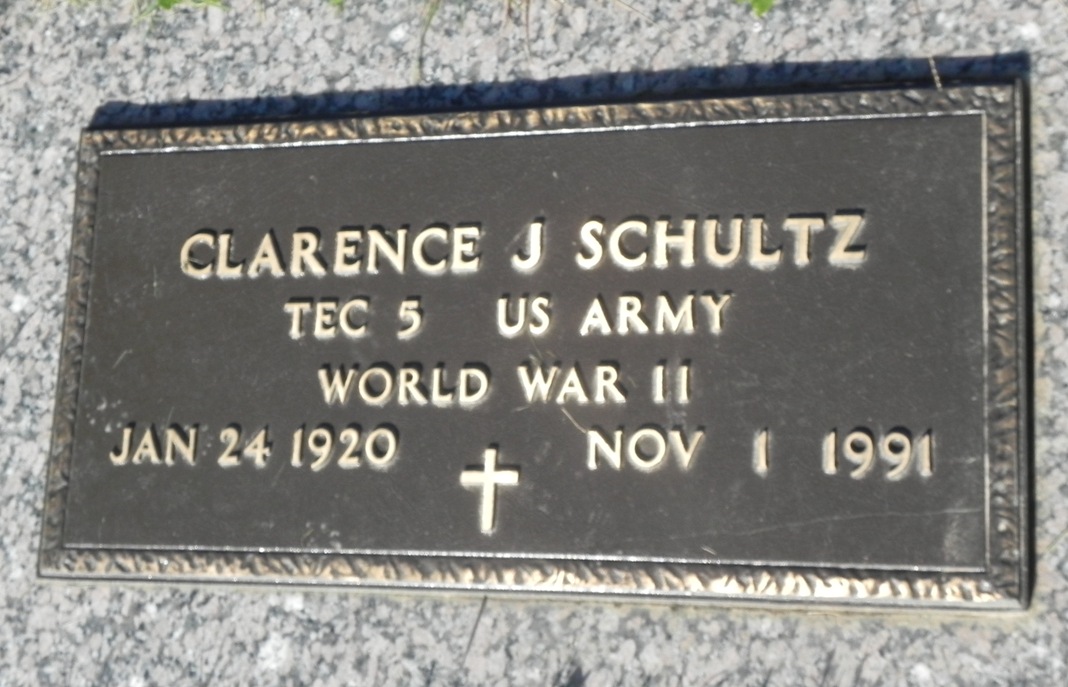 CLARENCE J SCHULTZ
TEC 5 US ARMY
WORLD WAR II
JAN 24 1920 NOV 1 1991